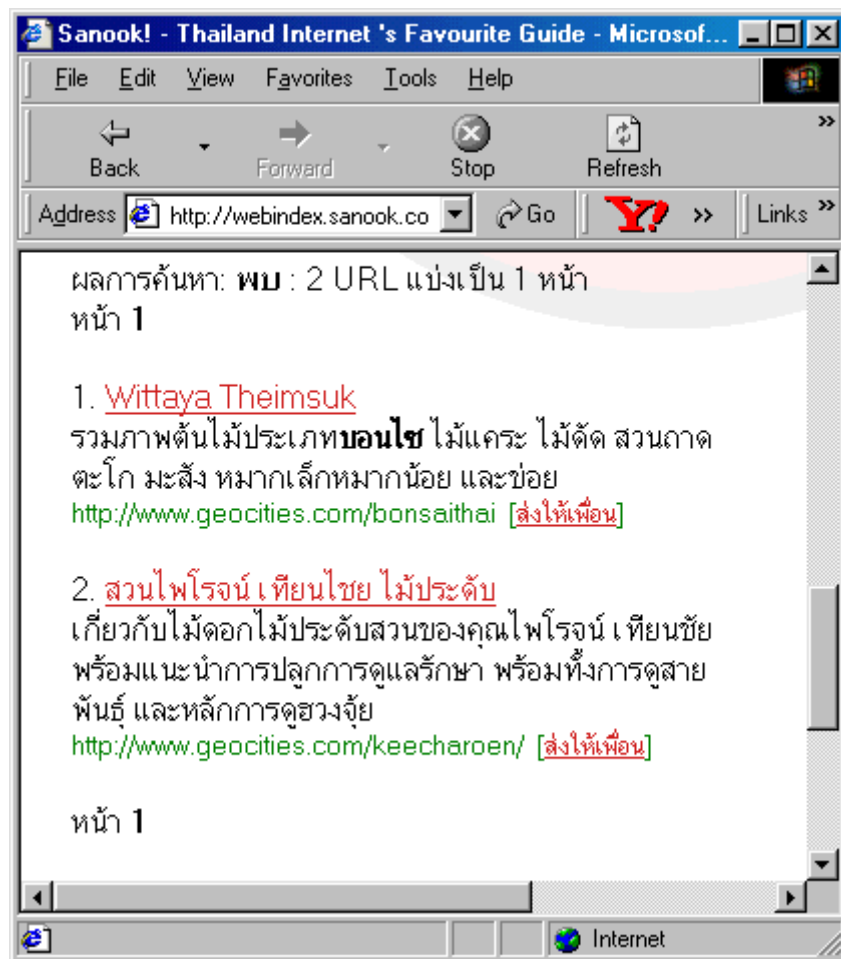 Sanook! - Thailand Internet 's Favourite Guide - Microsof...
File Edit View Favorites Tools Help
Back Forward Stop Refresh »
Address http://webindex.sanook.co Go Y! » Links »
ผลการค้นหา: พบ : 2 URL แบ่งเป็น 1 หน้า
หน้า 1
1. Wittaya Theimsuk
รวมภาพต้นไม้ประเภทบอนไซ ไม้แคระ ไม้ดัด สวนถาด
ตะโก มะสัง หมากเล็กหมากน้อย และข่อย
http://www.geocities.com/bonsaithai [ส่งให้เพื่อน]
2. สวนไพโรจน์ เทียนไชย ไม้ประดับ
เกี่ยวกับไม้ดอกไม้ประดับสวนของคุณไพโรจน์ เทียนชัย
พร้อมแนะนำการปลูกการดูแลรักษา พร้อมทั้งการดูสาย
พันธุ์ และหลักการดูฮวงจุ้ย
http://www.geocities.com/keecharoen/ [ส่งให้เพื่อน]
หน้า 1
Internet